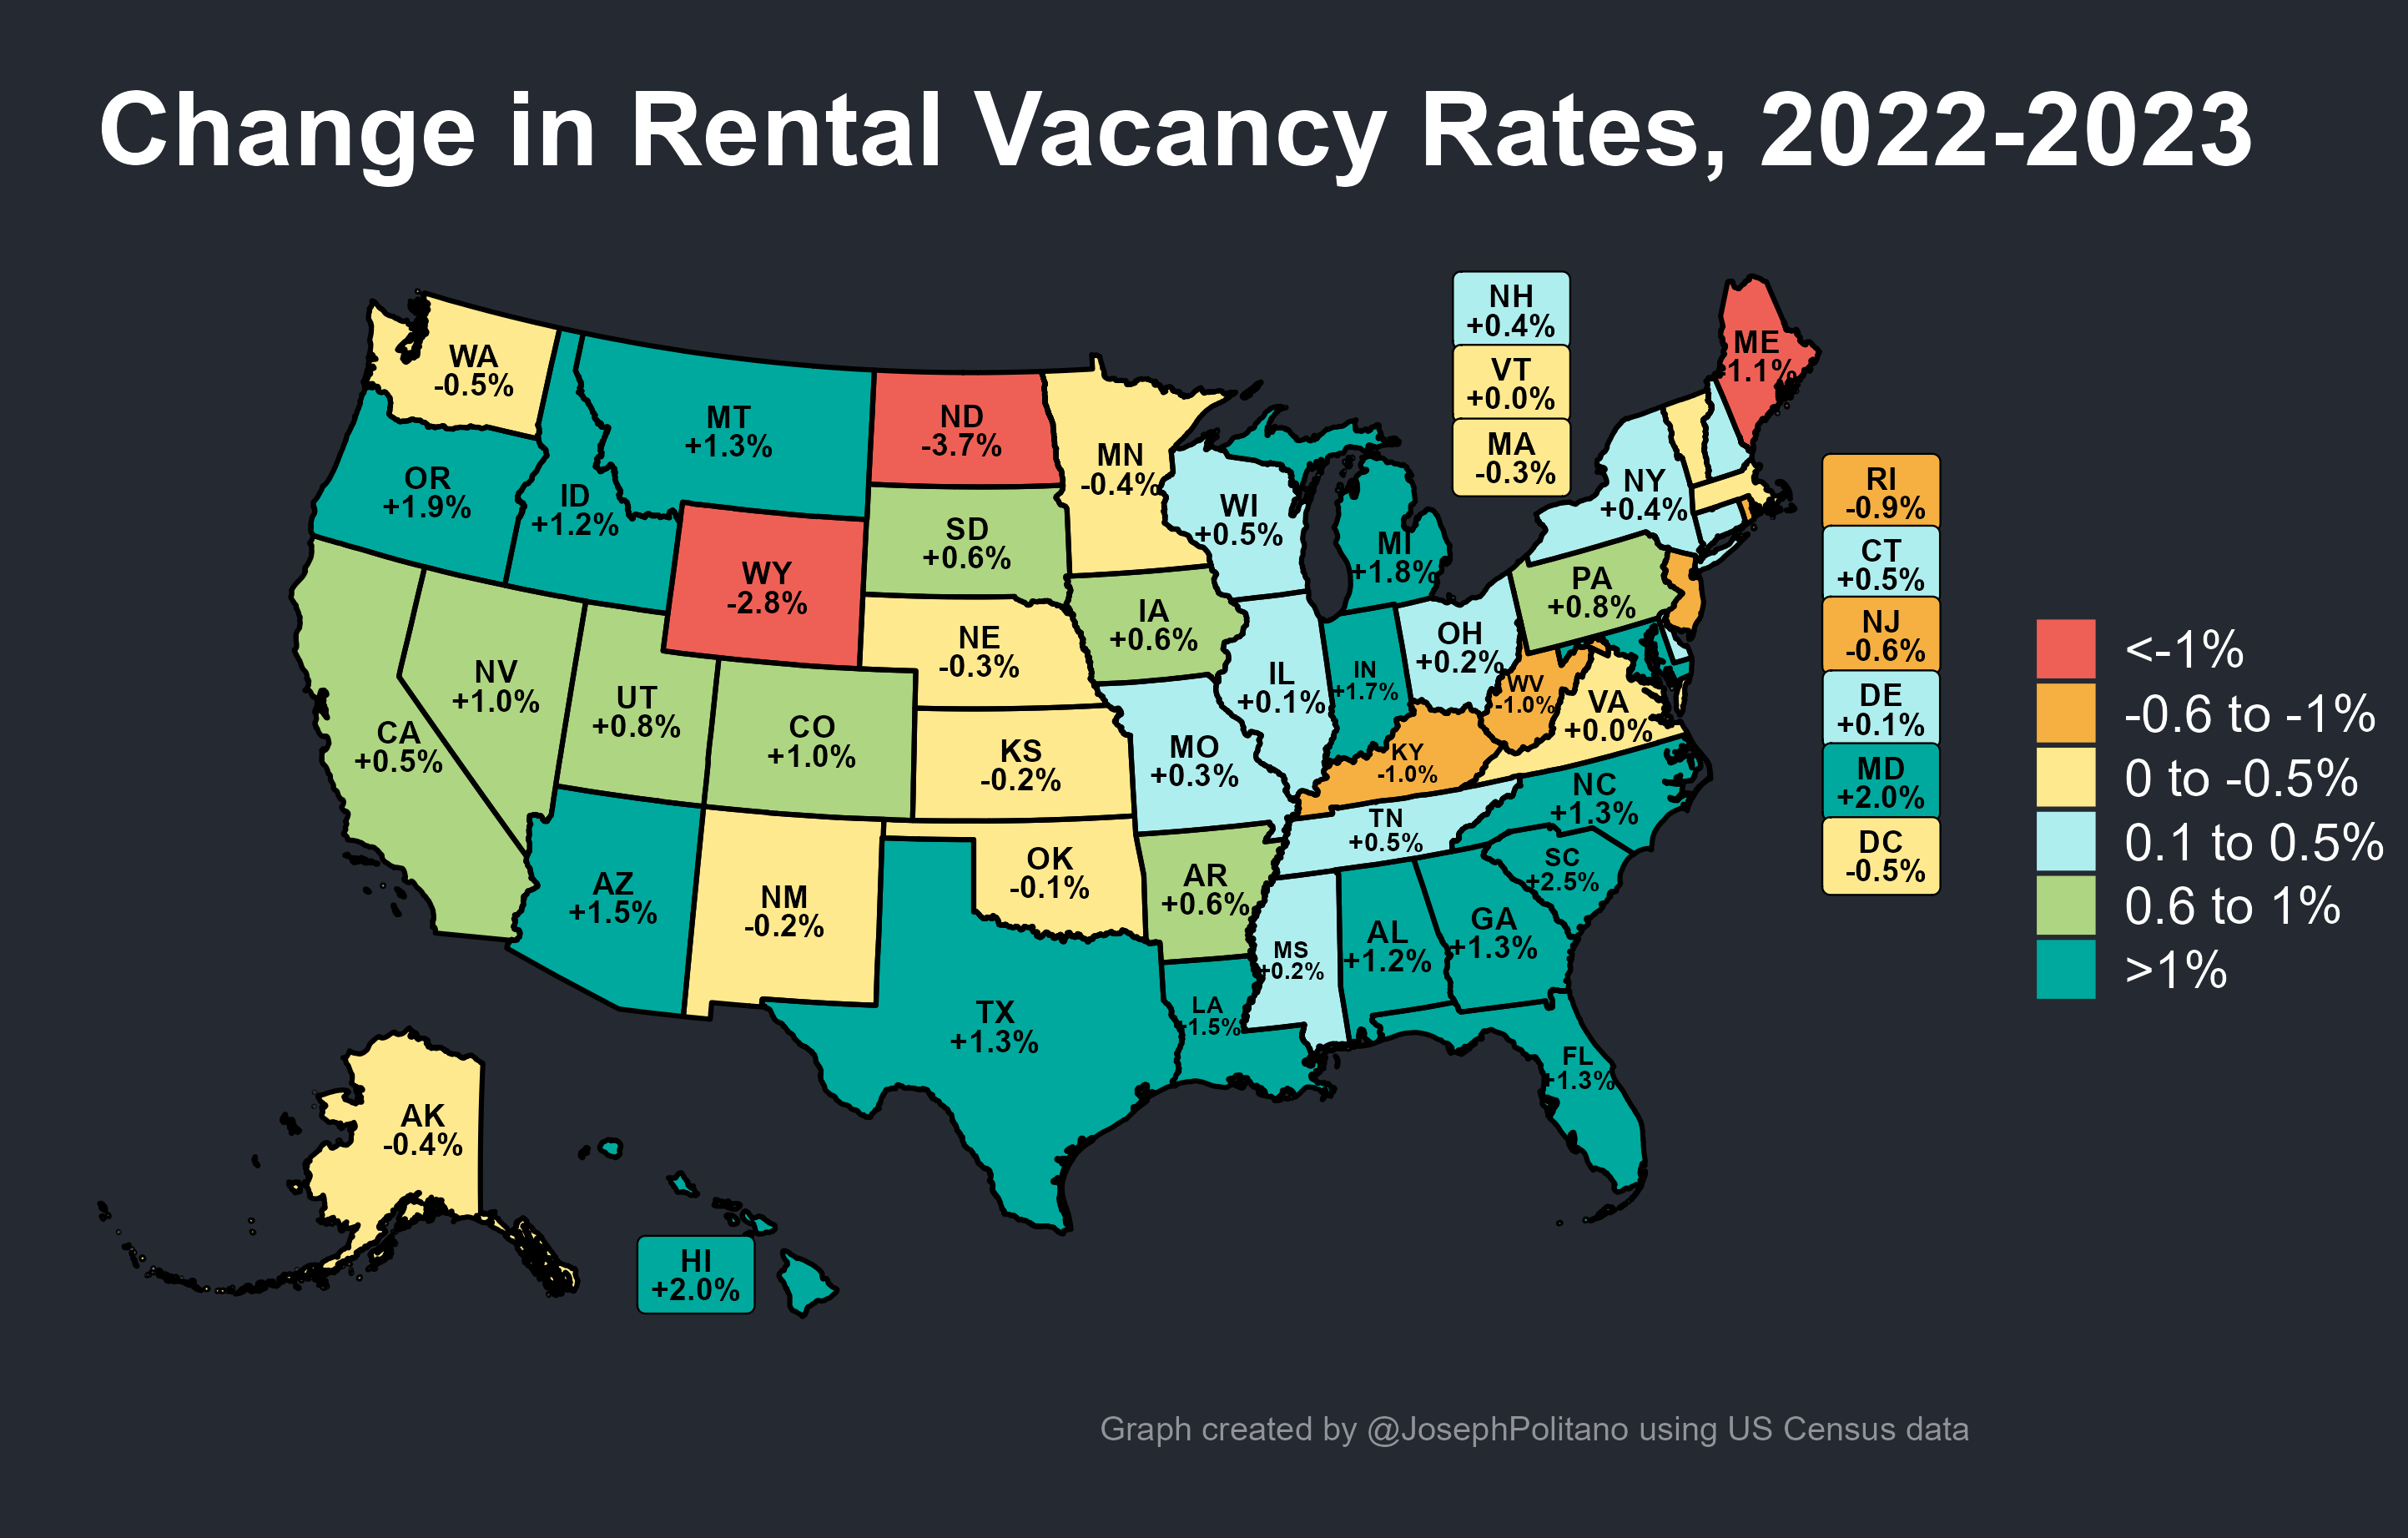 Change in Rental Vacancy Rates, 2022-2023
NH
+0.4%
VT
+0.0%
MA
-0.3%
ME
-1.1%
WA
-0.5%
MT
+1.3%
ND
-3.7%
MN
-0.4%
OR
+1.9%
ID
+1.2%
WI
+0.5%
MI
+1.8%
NY
+0.4%
RI
-0.9%
CT
+0.5%
NJ
-0.6%
DE
+0.1%
MD
+2.0%
DC
-0.5%
SD
+0.6%
WY
-2.8%
IA
+0.6%
PA
+0.8%
NE
-0.3%
OH
+0.2%
IL
+0.1%
IN
+1.7%
WV
-1.0%
VA
+0.0%
NV
+1.0%
UT
+0.8%
CA
+0.5%
CO
+1.0%
KS
-0.2%
MO
+0.3%
KY
-1.0%
NC
+1.3%
TN
+0.5%
SC
+2.5%
AZ
+1.5%
NM
-0.2%
OK
-0.1%
AR
+0.6%
MS
+0.2%
AL
+1.2%
GA
+1.3%
TX
+1.3%
LA
+1.5%
FL
+1.3%
AK
-0.4%
HI
+2.0%
<-1%
-0.6 to -1%
0 to -0.5%
0.1 to 0.5%
0.6 to 1%
>1%
Graph created by @JosephPolitano using US Census data